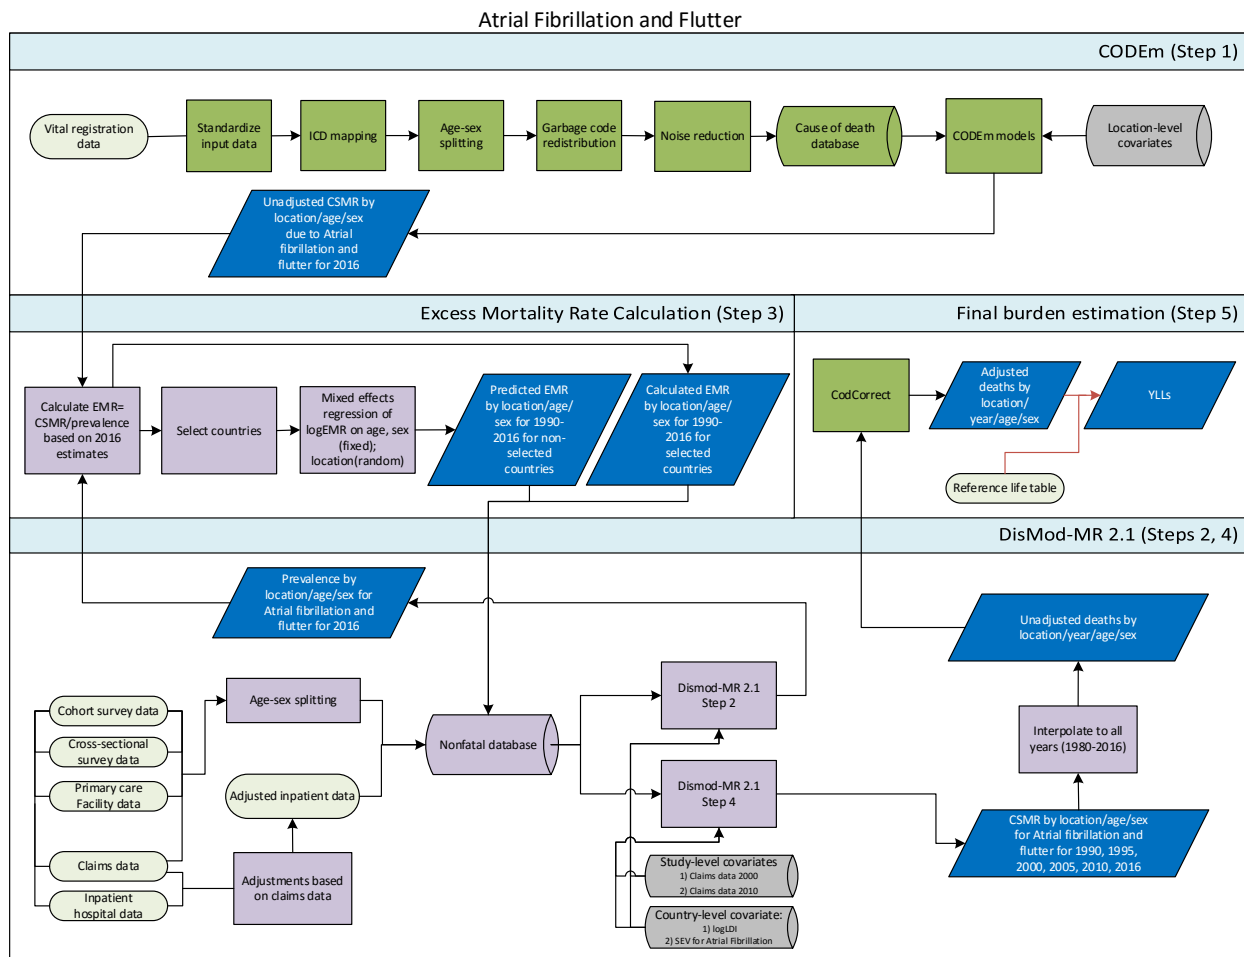 Atrial Fibrillation and Flutter
CODEm (Step 1)
Vital registration
data
Standardize
input data
ICD mapping
Age-sex
splitting
Garbage code
redistribution
Noise reduction
Cause of death
database
CODEm models
Location-level
covariates
Unadjusted CSMR by
location/age/sex
due to Atrial
fibrillation and
flutter for 2016
Excess Mortality Rate Calculation (Step 3)
Calculate EMR=
CSMR/prevalence
based on 2016
estimates
Select countries
Mixed effects
regression of
logEMR on age, sex
(fixed);
location(random)
Predicted EMR
by location/age/
sex for 1990-
2016 for non-
selected
countries
Calculated EMR
by location/age/
sex for 1990-
2016 for
selected
countries
Final burden estimation (Step 5)
CodCorrect
Adjusted
deaths by
location/
year/age/sex
YLLs
Reference life table
DisMod-MR 2.1 (Steps 2, 4)
Prevalence by
location/age/sex for
Atrial fibrillation and
flutter for 2016
Cohort survey data
Cross-sectional
survey data
Primary care
Facility data
Claims data
Inpatient
hospital data
Age-sex splitting
Adjusted inpatient data
Adjustments based
on claims data
Nonfatal database
Dismod-MR 2.1
Step 2
Dismod-MR 2.1
Step 4
Study-level covariates
1) Claims data 2000
2) Claims data 2010
Country-level covariate:
1) logLDI
2) SEV for Atrial Fibrillation
Unadjusted deaths by
location/year/age/sex
Interpolate to all
years (1980-2016)
CSMR by location/age/sex
for Atrial fibrillation and
flutter for 1990, 1995,
2000, 2005, 2010, 2016